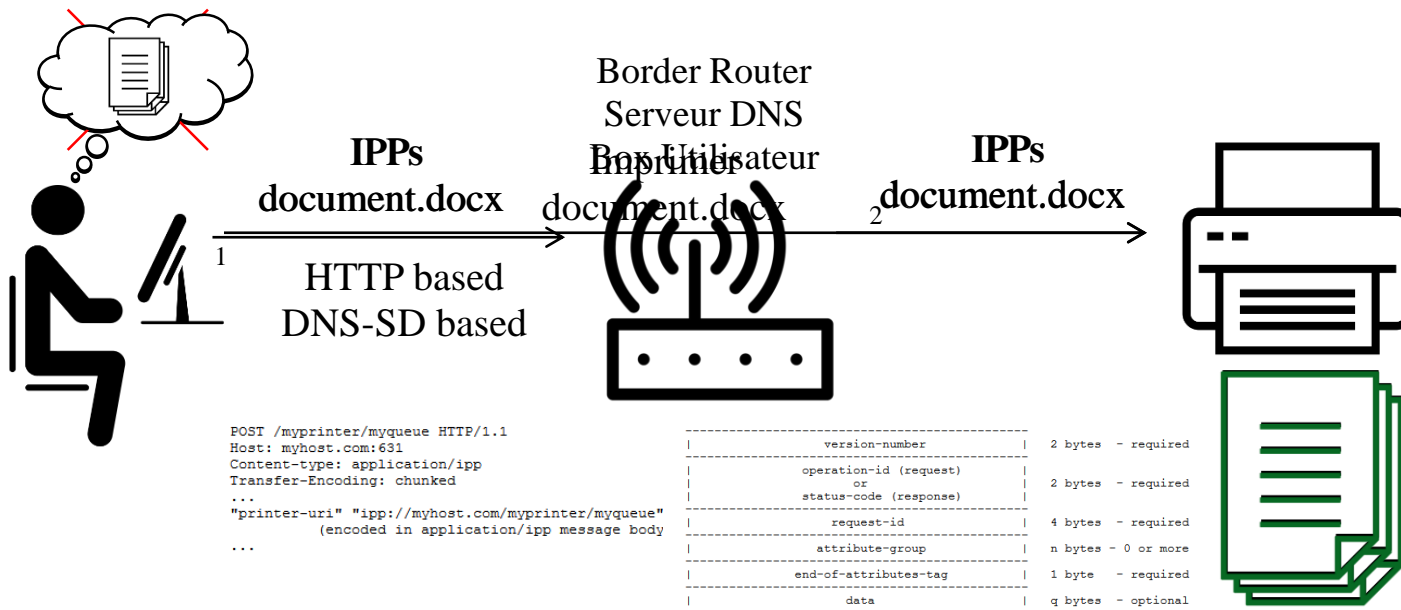 Border Router
Serveur DNS
Box Utilisateur
Imprimer
document.docx
IPPs
document.docx
IPPs
document.docx
1
2
HTTP based
DNS-SD based
POST /myprinter/myqueue HTTP/1.1
Host: myhost.com:631
Content-type: application/ipp
Transfer-Encoding: chunked
...
"printer-uri" "ipp://myhost.com/myprinter/myqueue"
(encoded in application/ipp message body
...
-----------------------------------------------
| version-number | 2 bytes - required
-----------------------------------------------
| operation-id (request) |
| or | 2 bytes - required
| status-code (response) |
-----------------------------------------------
| request-id | 4 bytes - required
-----------------------------------------------
| attribute-group | n bytes - 0 or more
-----------------------------------------------
| end-of-attributes-tag | 1 byte - required
-----------------------------------------------
| data | q bytes - optional